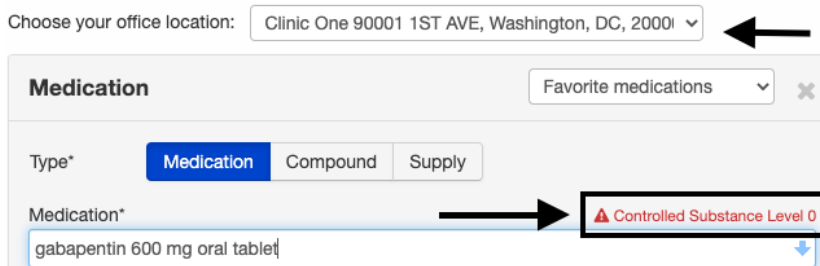 Choose your office location: Clinic One 90001 1ST AVE, Washington, DC, 2000
Medication Favorite medications
Type* Medication Compound Supply
Medication* Controlled Substance Level 0
gabapentin 600 mg oral tablet